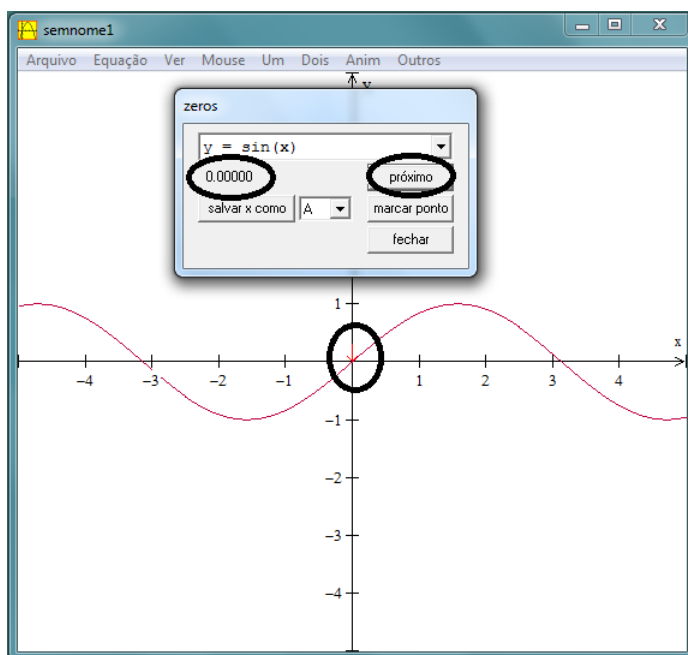 semnome1
Arquivo Equação Ver Mouse Um Dois Anim Outros
y
zeros
y = sin(x)
0.00000 próximo
salvar x como A marcar ponto
fechar
1
x
−4 −3 −2 −1 1 2 3 4
−1
−2
−3
−4